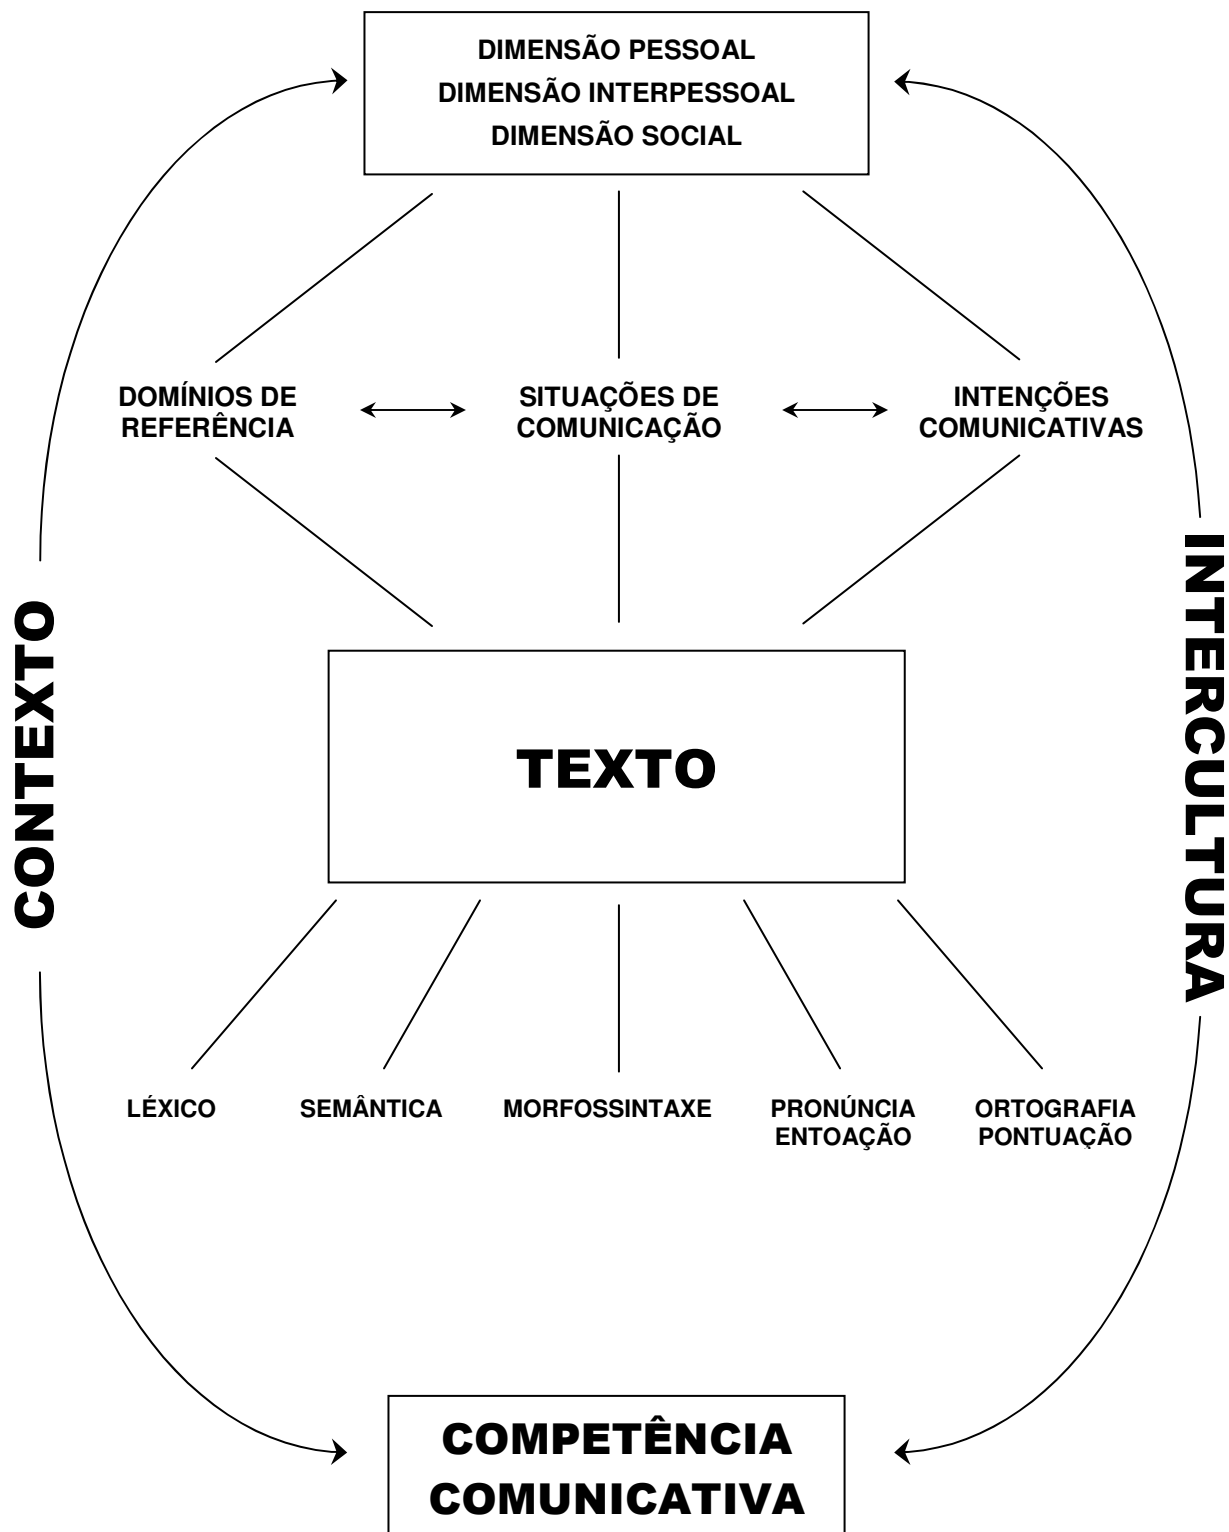 DIMENSÃO PESSOAL
DIMENSÃO INTERPESSOAL
DIMENSÃO SOCIAL
DOMÍNIOS DE
REFERÊNCIA
SITUAÇÕES DE
COMUNICAÇÃO
INTENÇÕES
COMUNICATIVAS
CONTEXTO
TEXTO
INTERCULTURA
LÉXICO
SEMÂNTICA
MORFOSSINTAXE
PRONÚNCIA
ENTOAÇÃO
ORTOGRAFIA
PONTUAÇÃO
COMPETÊNCIA
COMUNICATIVA